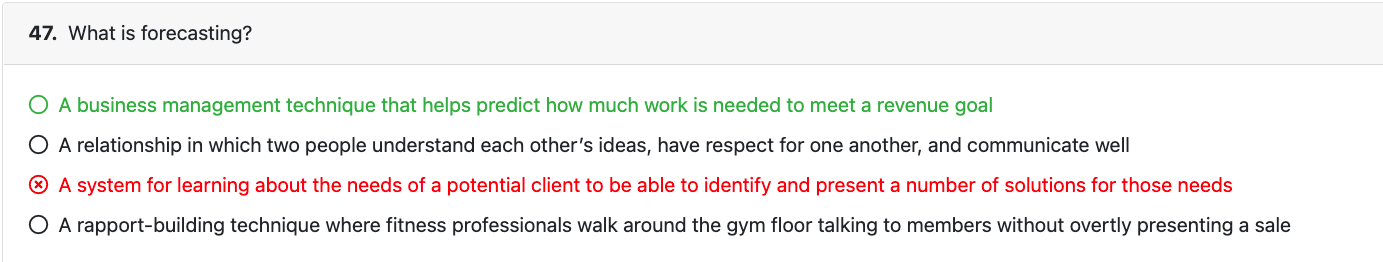 47. What is forecasting?
A business management technique that helps predict how much work is needed to meet a revenue goal
A relationship in which two people understand each other’s ideas, have respect for one another, and communicate well
A system for learning about the needs of a potential client to be able to identify and present a number of solutions for those needs
A rapport-building technique where fitness professionals walk around the gym floor talking to members without overtly presenting a sale